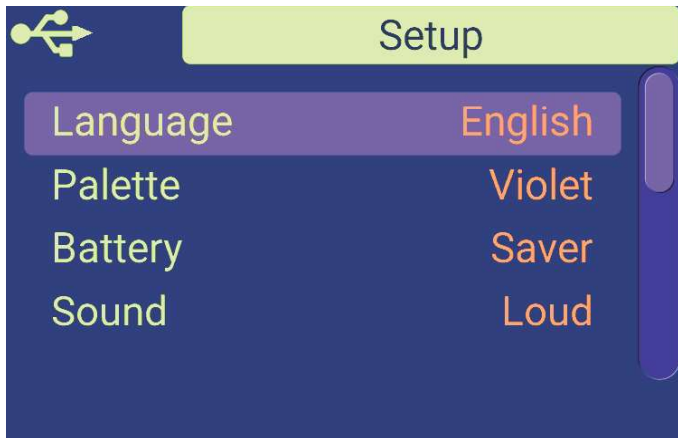 Setup
Language English
Palette Violet
Battery Saver
Sound Loud